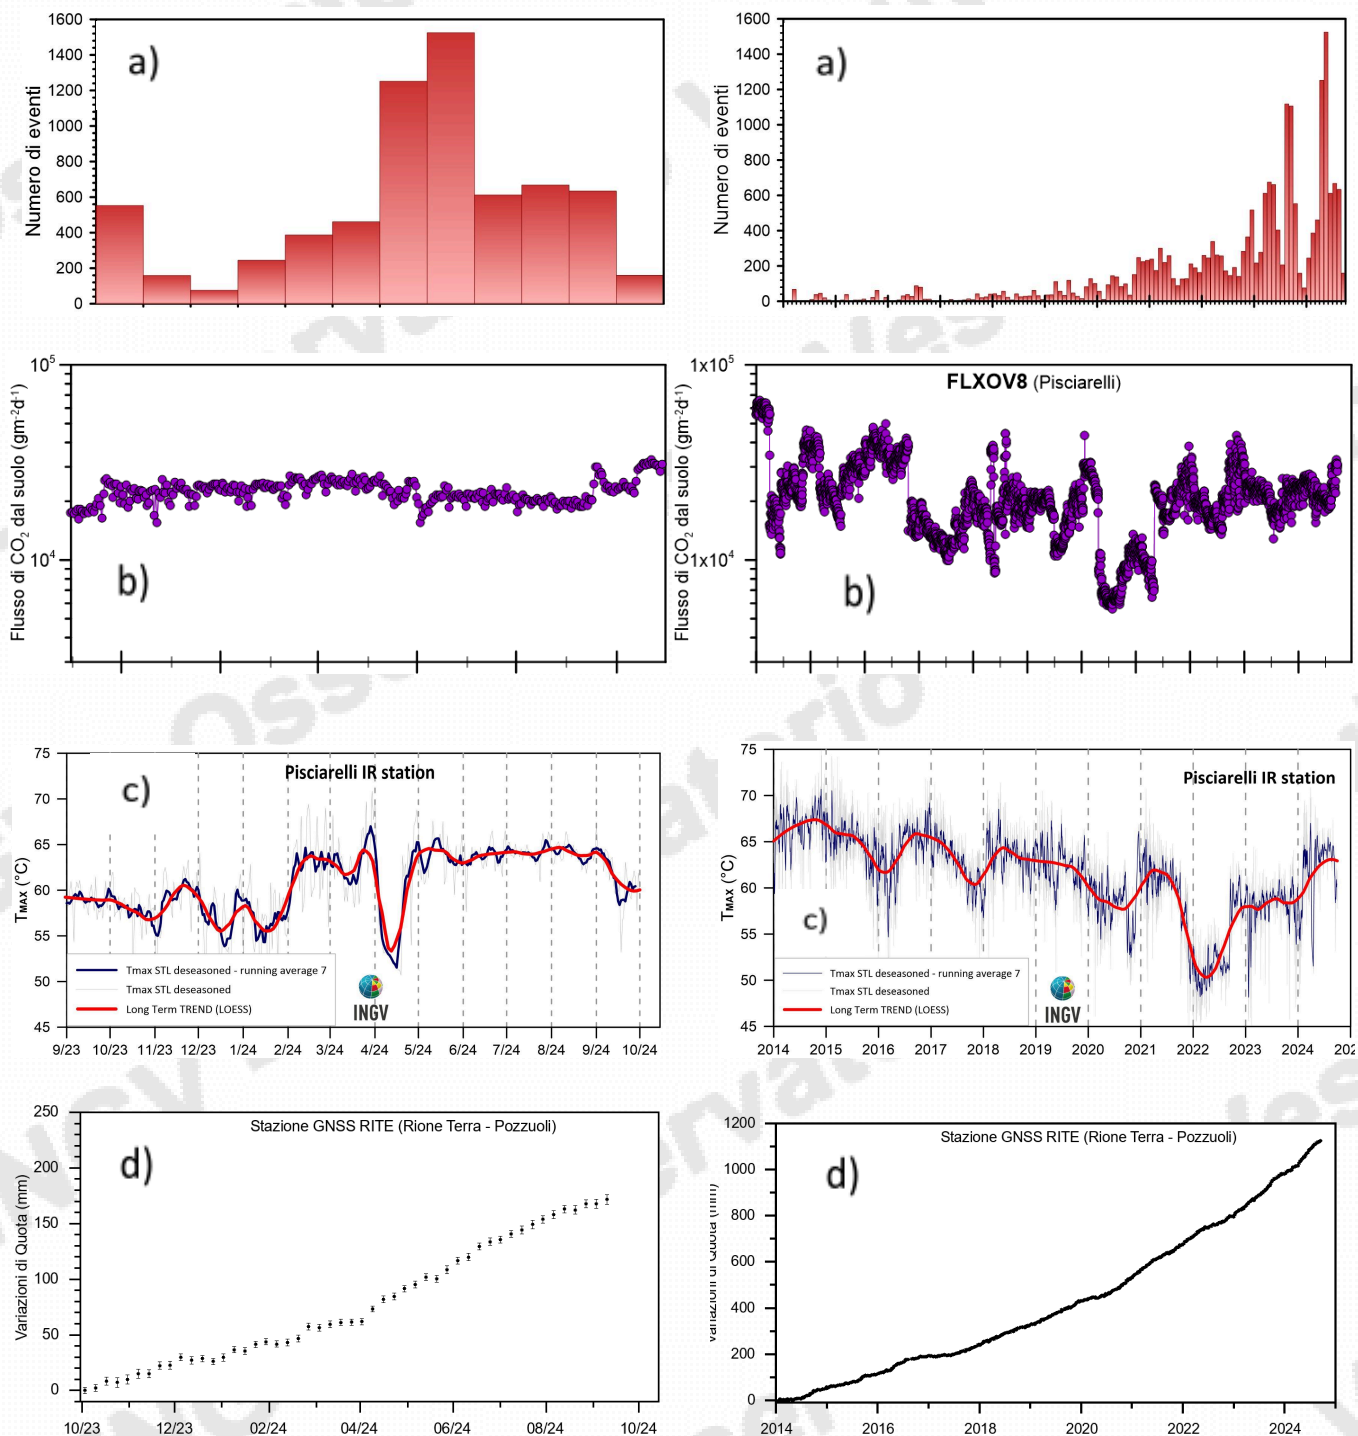 1600
1400
1200
1000
800
600
400
200
0
Numero di eventi
a)
1600
1400
1200
1000
800
600
400
200
0
Numero di eventi
a)
10⁵
10⁴
Flusso di CO₂ dal suolo (gm⁻²d⁻¹)
b)
1x10⁵
1x10⁴
Flusso di CO₂ dal suolo (gm⁻²d⁻¹)
FLXOV8 (Pisciarelli)
b)
75
70
65
60
55
50
45
TMAX (°C)
c)
Pisciarelli IR station
Tmax STL deseasoned - running average 7
Tmax STL deseasoned
Long Term TREND (LOESS)
INGV
9/23 10/23 11/23 12/23 1/24 2/24 3/24 4/24 5/24 6/24 7/24 8/24 9/24 10/24
75
70
65
60
55
50
45
TMAX (°C)
c)
Pisciarelli IR station
Tmax STL deseasoned - running average 7
Tmax STL deseasoned
Long Term TREND (LOESS)
INGV
2014 2015 2016 2017 2018 2019 2020 2021 2022 2023 2024 202
250
200
150
100
50
0
Variazioni di Quota (mm)
Stazione GNSS RITE (Rione Terra - Pozzuoli)
d)
10/23 12/23 02/24 04/24 06/24 08/24 10/24
1200
1000
800
600
400
200
0
Variazioni di Quota (mm)
Stazione GNSS RITE (Rione Terra - Pozzuoli)
d)
2014 2016 2018 2020 2022 2024